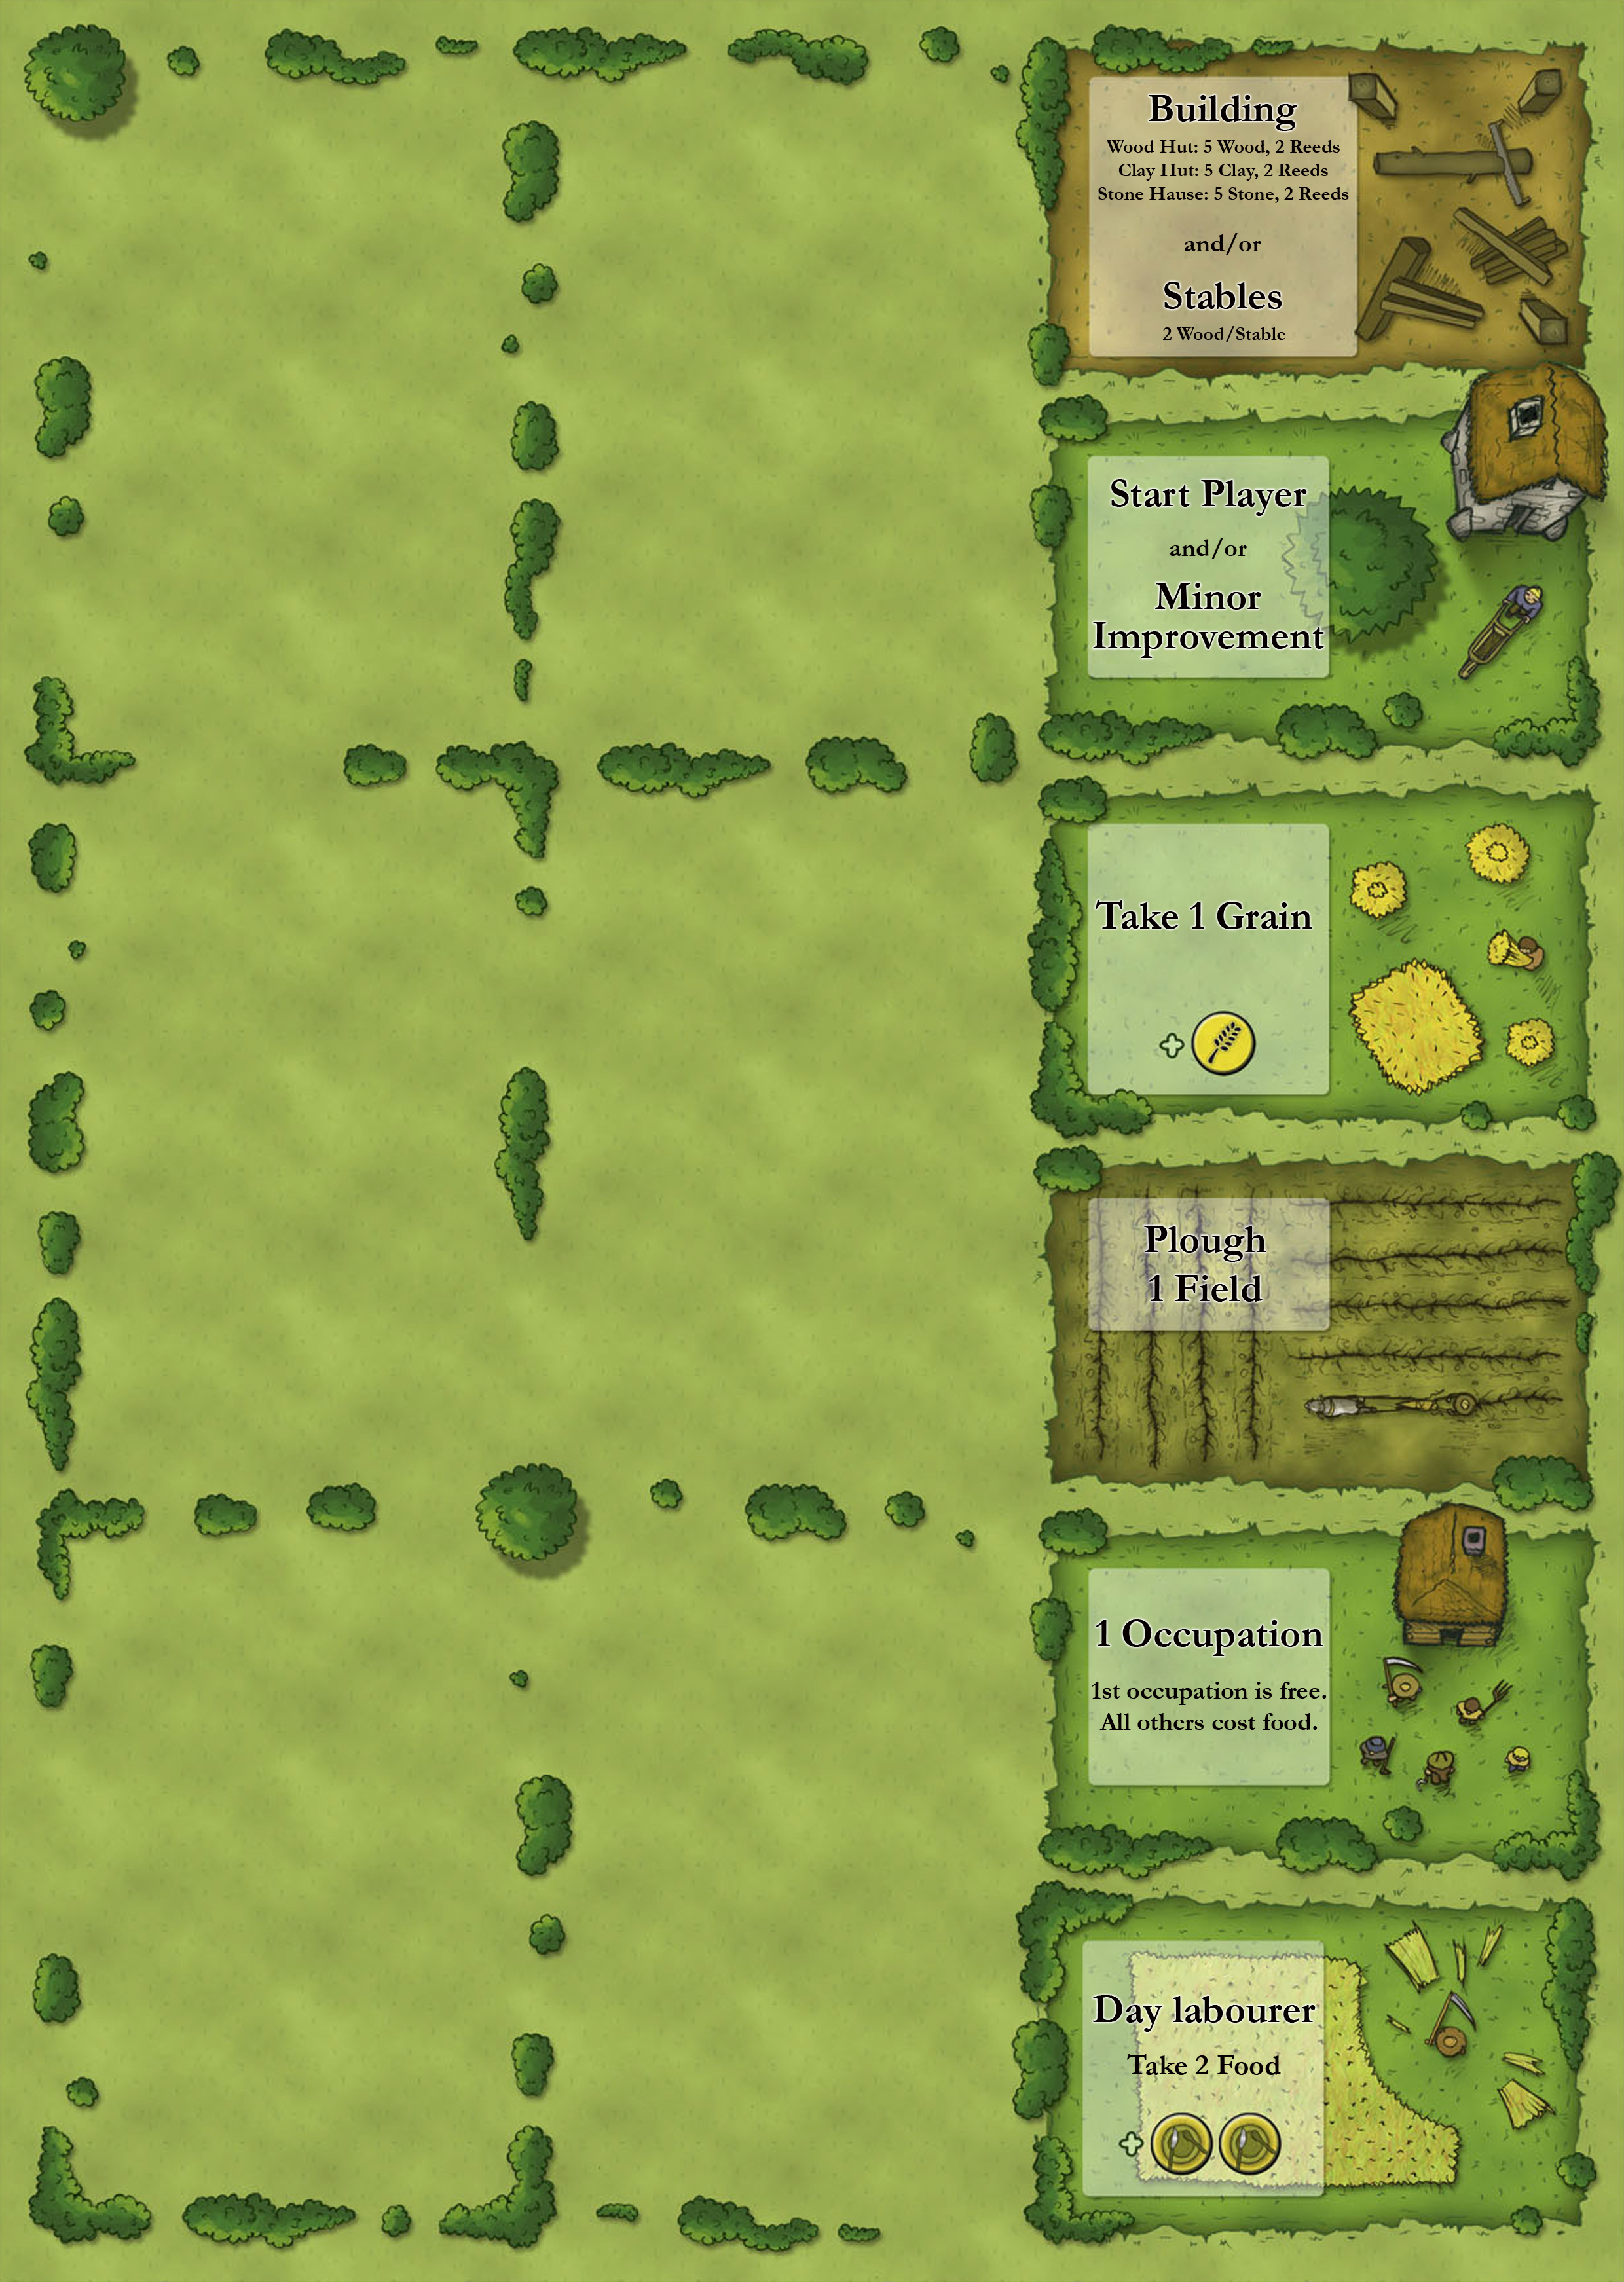 Building
Wood Hut: 5 Wood, 2 Reeds
Clay Hut: 5 Clay, 2 Reeds
Stone Hause: 5 Stone, 2 Reeds
and/or
Stables
2 Wood/Stable
Start Player
and/or
Minor
Improvement
Take 1 Grain
Plough
1 Field
1 Occupation
1st occupation is free.
All others cost food.
Day labourer
Take 2 Food